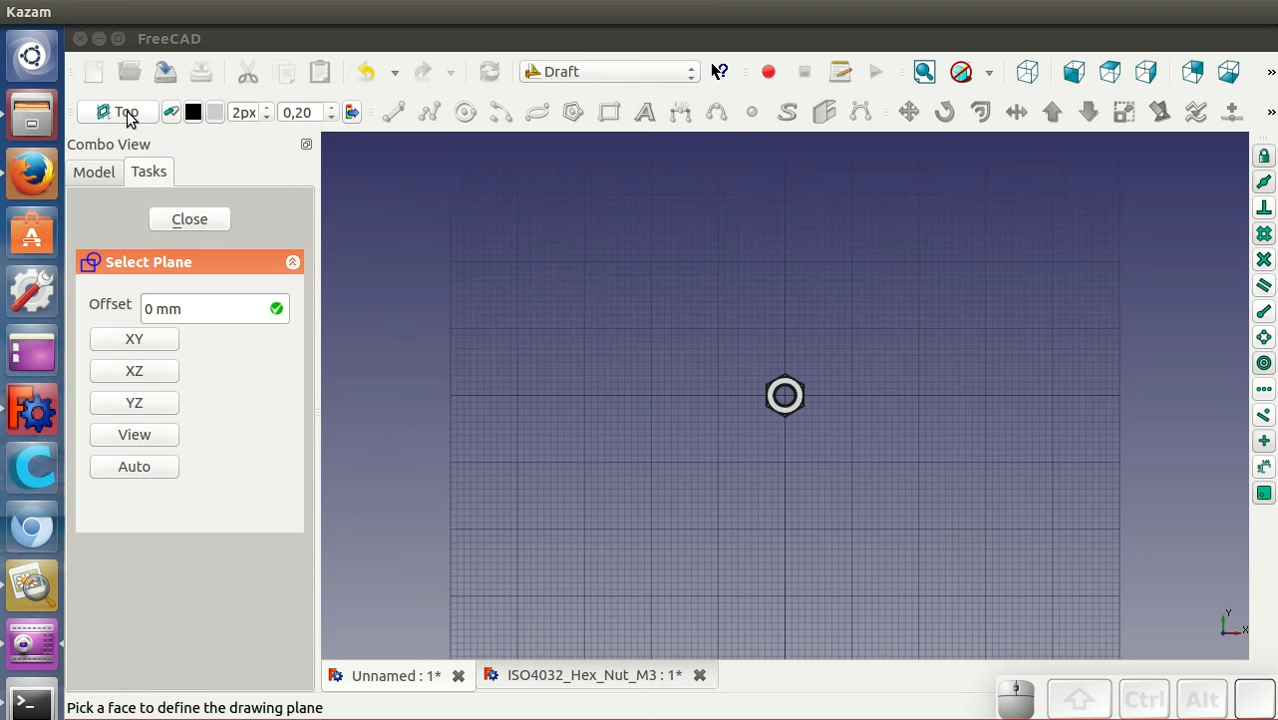 Kazam
FreeCAD
Draft
»
Top
2px
0,20
»
Combo View
Model
Tasks
Close
Select Plane
Offset
0 mm
XY
XZ
YZ
View
Auto
Y
X
Unnamed : 1*
ISO4032_Hex_Nut_M3 : 1*
Ctrl
Alt
Pick a face to define the drawing plane